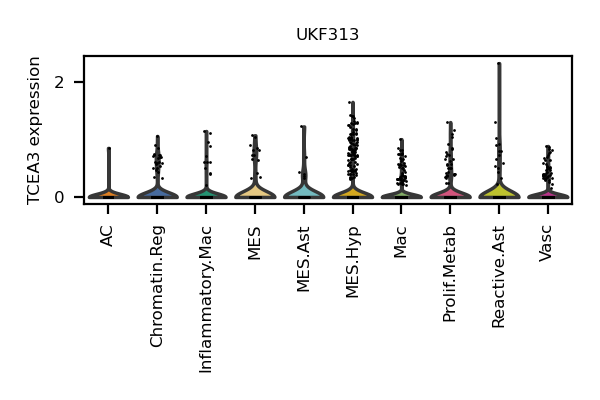 UKF313
TCEA3 expression
2
0
AC
Chromatin.Reg
Inflammatory.Mac
MES
MES.Ast
MES.Hyp
Mac
Prolif.Metab
Reactive.Ast
Vasc